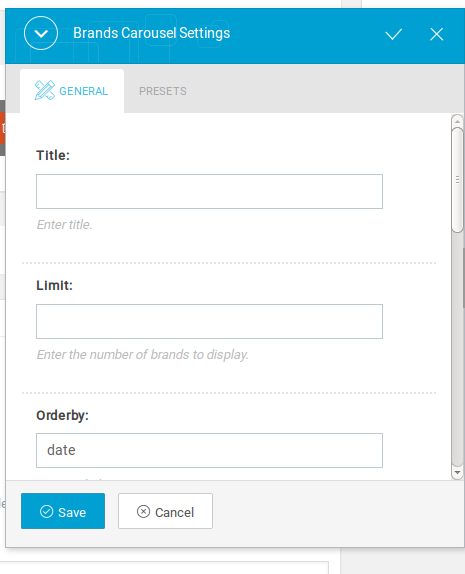 Brands Carousel Settings
GENERAL
PRESETS
Title:
Enter title.
Limit:
Enter the number of brands to display.
Orderby:
date
Save
Cancel